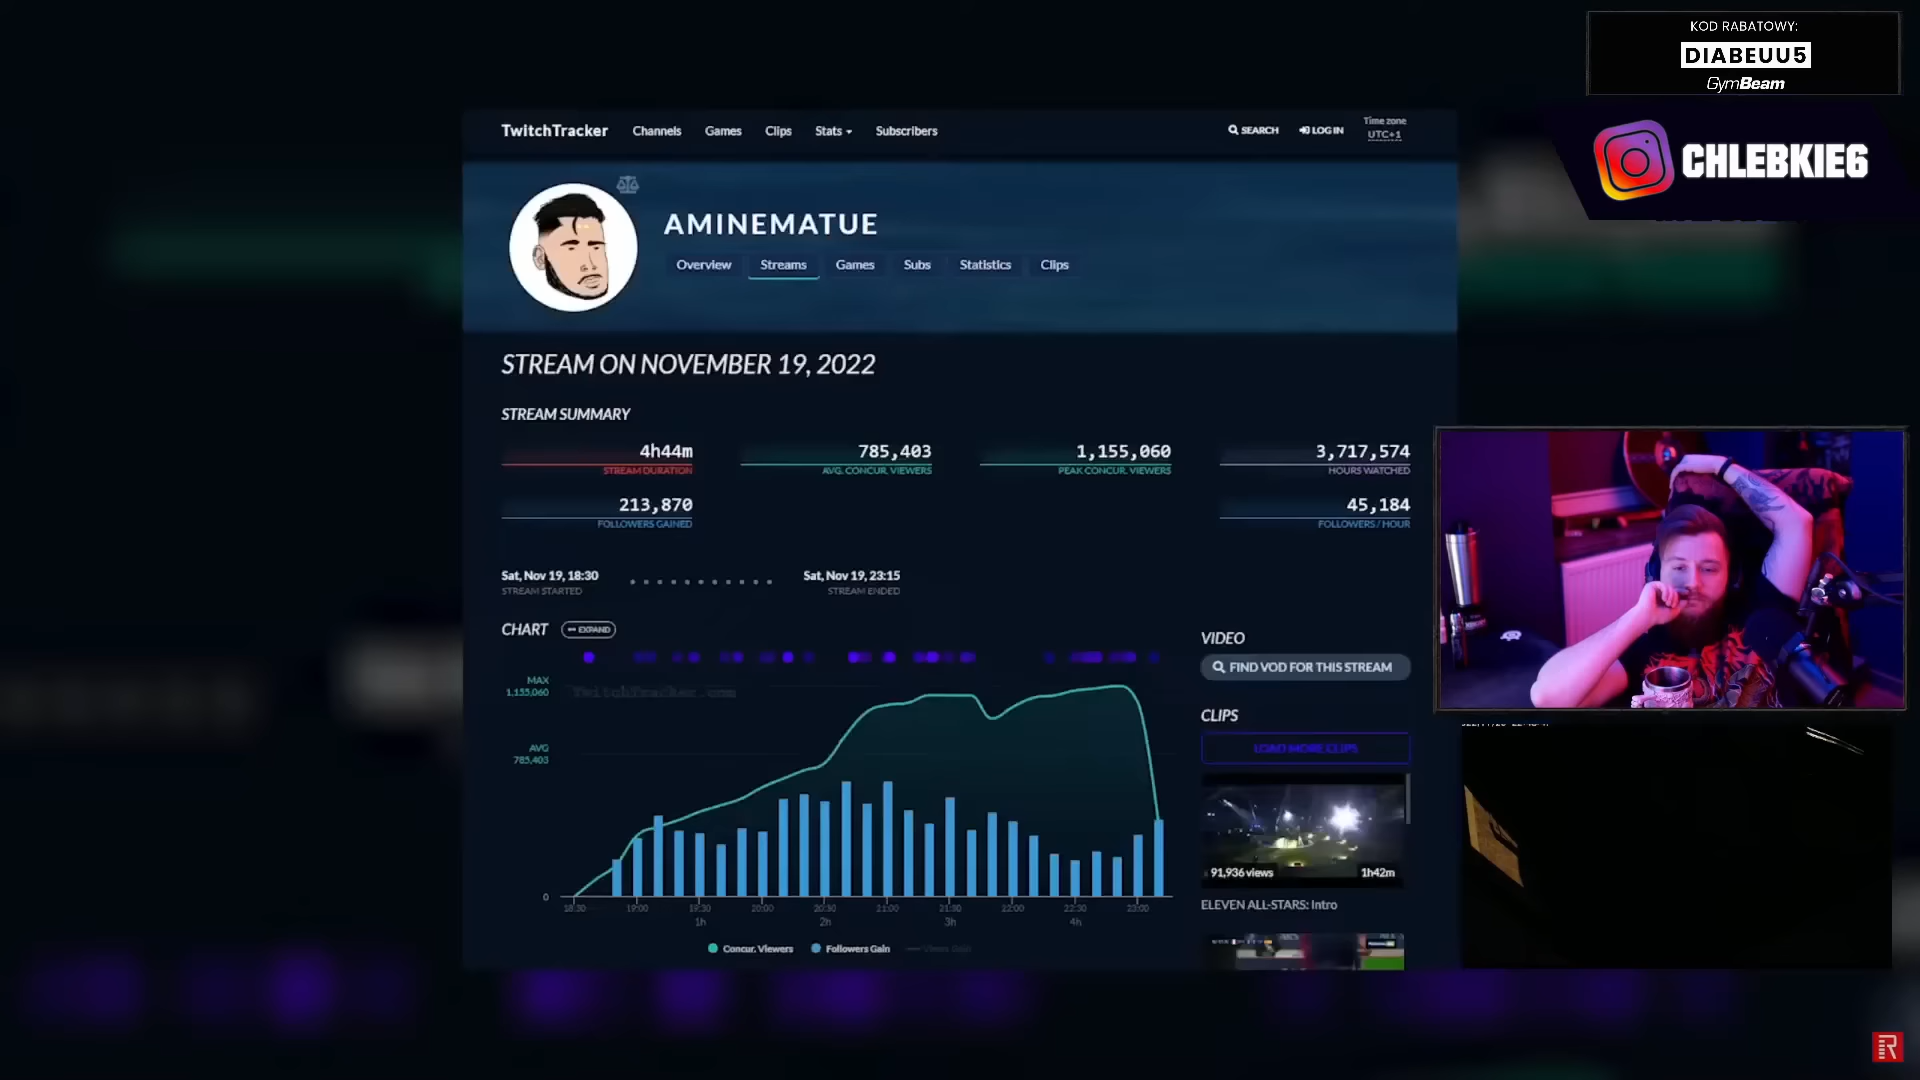 KOD RABATOWY:
DIABEUU5
GymBeam
CHLEBKIE6
TwitchTracker Channels Games Clips Stats Subscribers SEARCH LOG IN Time zone UTC+1
AMINEMATUE
Overview Streams Games Subs Statistics Clips
STREAM ON NOVEMBER 19, 2022
STREAM SUMMARY
4h44m 785,403 1,155,060 3,717,574
STREAM DURATION AVG. CONCUR. VIEWERS PEAK CONCUR. VIEWERS HOURS WATCHED
213,870 45,184
FOLLOWERS GAINED FOLLOWERS / HOUR
Sat, Nov 19, 18:30 Sat, Nov 19, 23:15
STREAM STARTED STREAM ENDED
CHART EXPAND
MAX
1,155,060
TwitchTracker.com
AVG
785,403
0
18:30 19:00 19:30 20:00 20:30 21:00 21:30 22:00 22:30 23:00
1h 2h 3h 4h
Concur. Viewers Followers Gain Views Gain
VIDEO
FIND VOD FOR THIS STREAM
CLIPS
LOAD MORE CLIPS
91,936 views 1h42m
ELEVEN ALL-STARS: Intro
R